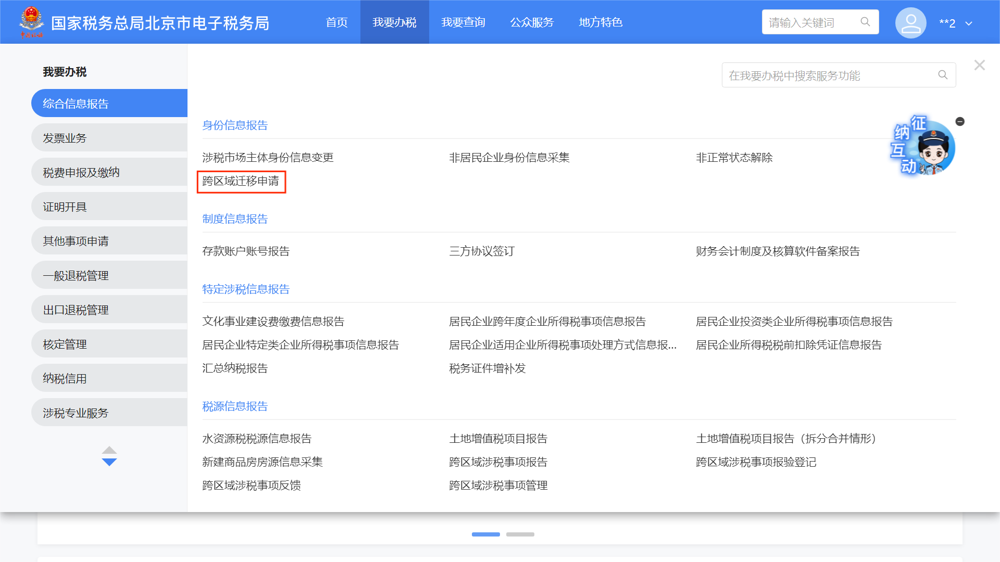 国家税务总局北京市电子税务局
首页
我要办税
我要查询
公众服务
地方特色
请输入关键词
**2
我要办税
综合信息报告
发票业务
税费申报及缴纳
证明开具
其他事项申请
一般退税管理
出口退税管理
核定管理
纳税信用
涉税专业服务
在我要办税中搜索服务功能
征纳互动
身份信息报告
涉税市场主体身份信息变更
非居民企业身份信息采集
非正常状态解除
跨区域迁移申请
制度信息报告
存款账户账号报告
三方协议签订
财务会计制度及核算软件备案报告
特定涉税信息报告
文化事业建设费缴费信息报告
居民企业跨年度企业所得税事项信息报告
居民企业投资类企业所得税事项信息报告
居民企业特定类企业所得税事项信息报告
居民企业适用企业所得税事项处理方式信息报...
居民企业所得税税前扣除凭证信息报告
汇总纳税报告
税务证件增补发
税源信息报告
水资源税税源信息报告
土地增值税项目报告
土地增值税项目报告（拆分合并情形）
新建商品房房源信息采集
跨区域涉税事项报告
跨区域涉税事项报验登记
跨区域涉税事项反馈
跨区域涉税事项管理